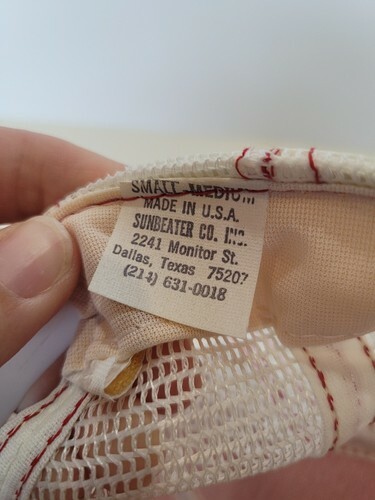 SMALL-MEDIUM
MADE IN U.S.A.
SUNBEATER CO. INC.
2241 Monitor St.
Dallas, Texas 75207
(214) 631-0018